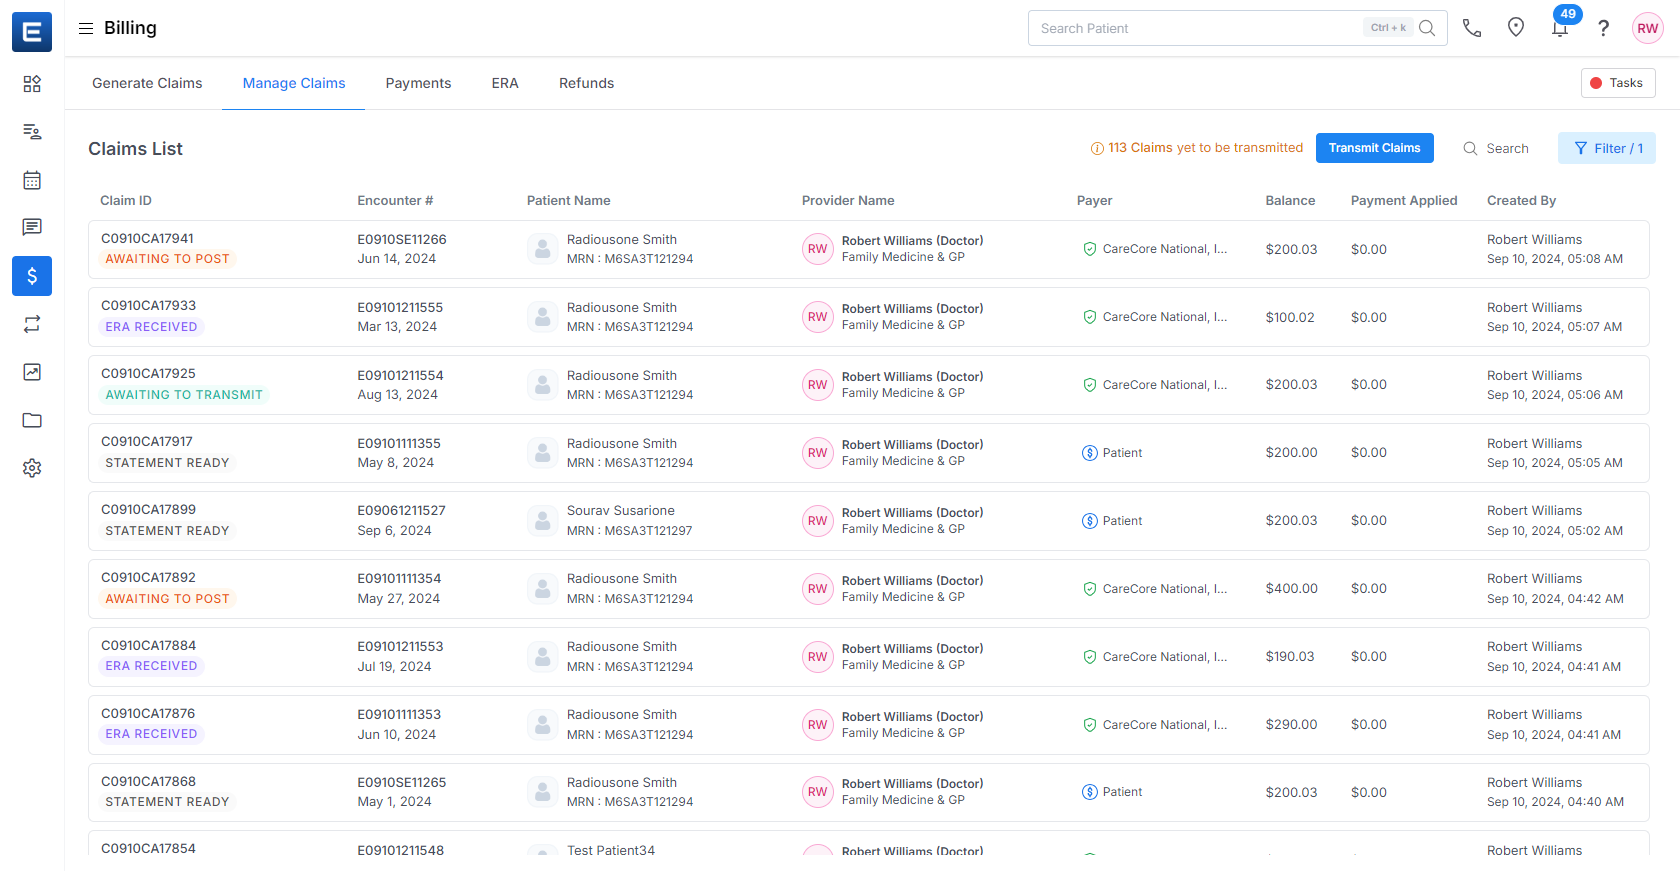 E
Billing
Search Patient
Ctrl + k
49
?
RW
Generate Claims
Manage Claims
Payments
ERA
Refunds
Tasks
Claims List
113 Claims yet to be transmitted
Transmit Claims
Search
Filter / 1
Claim ID
Encounter #
Patient Name
Provider Name
Payer
Balance
Payment Applied
Created By
C0910CA17941
AWAITING TO POST
E0910SE11266
Jun 14, 2024
Radiousone Smith
MRN : M6SA3T121294
RW
Robert Williams (Doctor)
Family Medicine & GP
CareCore National, I...
$200.03
$0.00
Robert Williams
Sep 10, 2024, 05:08 AM
C0910CA17933
ERA RECEIVED
E09101211555
Mar 13, 2024
Radiousone Smith
MRN : M6SA3T121294
RW
Robert Williams (Doctor)
Family Medicine & GP
CareCore National, I...
$100.02
$0.00
Robert Williams
Sep 10, 2024, 05:07 AM
C0910CA17925
AWAITING TO TRANSMIT
E09101211554
Aug 13, 2024
Radiousone Smith
MRN : M6SA3T121294
RW
Robert Williams (Doctor)
Family Medicine & GP
CareCore National, I...
$200.03
$0.00
Robert Williams
Sep 10, 2024, 05:06 AM
C0910CA17917
STATEMENT READY
E09101111355
May 8, 2024
Radiousone Smith
MRN : M6SA3T121294
RW
Robert Williams (Doctor)
Family Medicine & GP
Patient
$200.00
$0.00
Robert Williams
Sep 10, 2024, 05:05 AM
C0910CA17899
STATEMENT READY
E09061211527
Sep 6, 2024
Sourav Susarione
MRN : M6SA3T121297
RW
Robert Williams (Doctor)
Family Medicine & GP
Patient
$200.03
$0.00
Robert Williams
Sep 10, 2024, 05:02 AM
C0910CA17892
AWAITING TO POST
E09101111354
May 27, 2024
Radiousone Smith
MRN : M6SA3T121294
RW
Robert Williams (Doctor)
Family Medicine & GP
CareCore National, I...
$400.00
$0.00
Robert Williams
Sep 10, 2024, 04:42 AM
C0910CA17884
ERA RECEIVED
E09101211553
Jul 19, 2024
Radiousone Smith
MRN : M6SA3T121294
RW
Robert Williams (Doctor)
Family Medicine & GP
CareCore National, I...
$190.03
$0.00
Robert Williams
Sep 10, 2024, 04:41 AM
C0910CA17876
ERA RECEIVED
E09101111353
Jun 10, 2024
Radiousone Smith
MRN : M6SA3T121294
RW
Robert Williams (Doctor)
Family Medicine & GP
CareCore National, I...
$290.00
$0.00
Robert Williams
Sep 10, 2024, 04:41 AM
C0910CA17868
STATEMENT READY
E0910SE11265
May 1, 2024
Radiousone Smith
MRN : M6SA3T121294
RW
Robert Williams (Doctor)
Family Medicine & GP
Patient
$200.03
$0.00
Robert Williams
Sep 10, 2024, 04:40 AM
C0910CA17854
E09101211548
Test Patient34
Robert Williams (Doctor)
Robert Williams